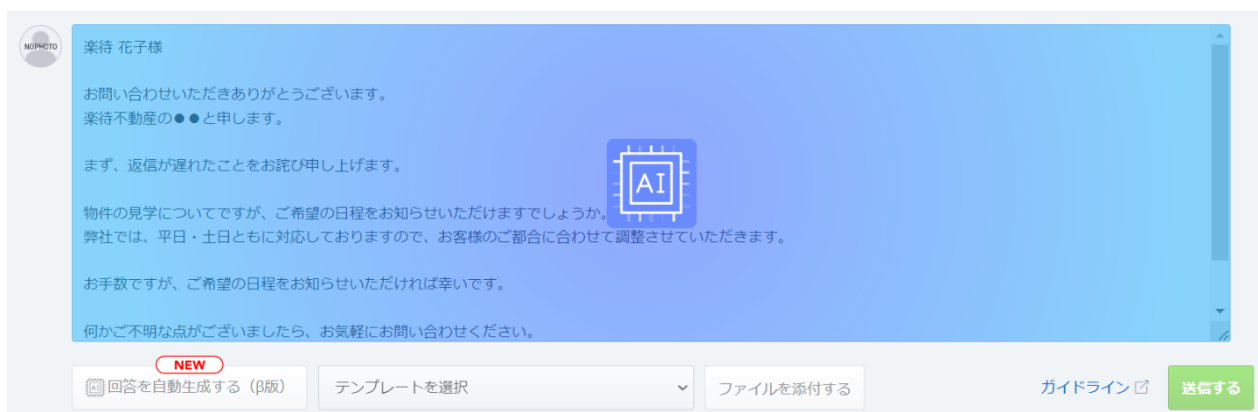 NO PHOTO
楽待 花子様
お問い合わせいただきありがとうございます。
楽待不動産の●●と申します。
まず、返信が遅れたことをお詫び申し上げます。
AI
物件の見学についてですが、ご希望の日程をお知らせいただけますでしょうか。
弊社では、平日・土日ともに対応しておりますので、お客様のご都合に合わせて調整させていただきます。
お手数ですが、ご希望の日程をお知らせいただければ幸いです。
何かご不明な点がございましたら、お気軽にお問い合わせください。
NEW
AI 回答を自動生成する（β版）
テンプレートを選択
ファイルを添付する
ガイドライン
送信する